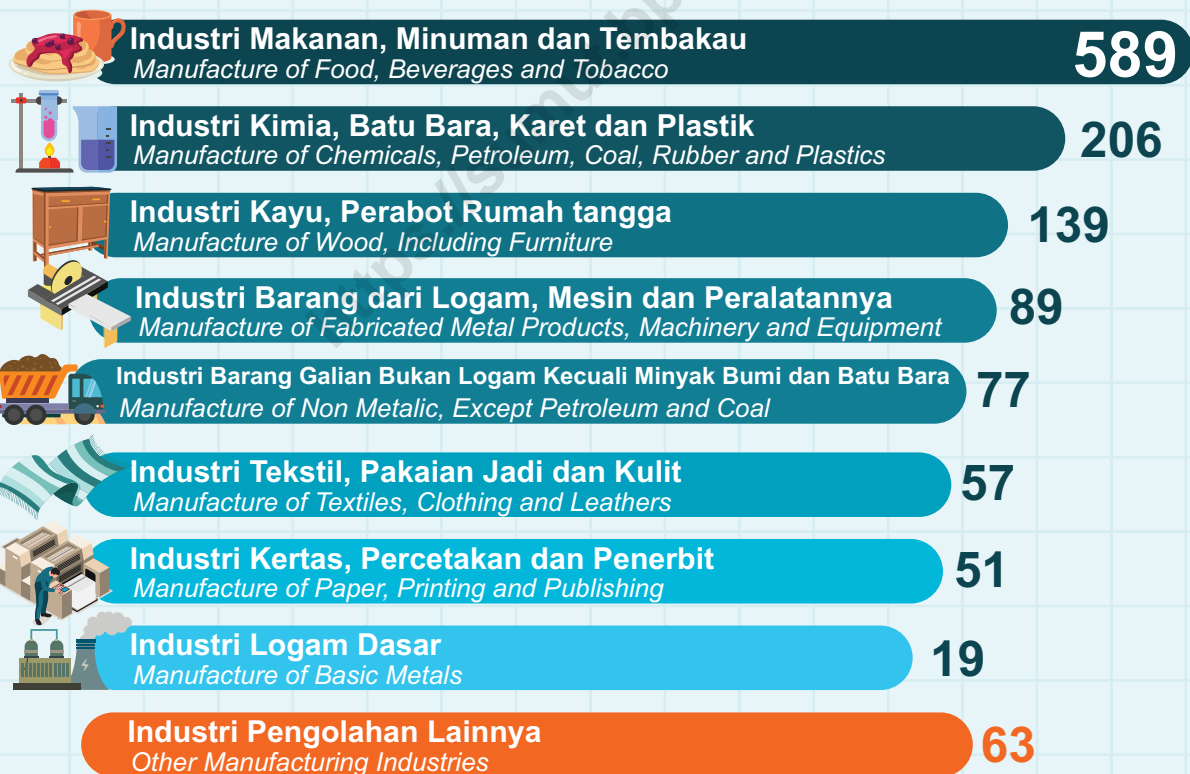 Industri Makanan, Minuman dan Tembakau
Manufacture of Food, Beverages and Tobacco
589
Industri Kimia, Batu Bara, Karet dan Plastik
Manufacture of Chemicals, Petroleum, Coal, Rubber and Plastics
206
Industri Kayu, Perabot Rumah tangga
Manufacture of Wood, Including Furniture
139
Industri Barang dari Logam, Mesin dan Peralatannya
Manufacture of Fabricated Metal Products, Machinery and Equipment
89
Industri Barang Galian Bukan Logam Kecuali Minyak Bumi dan Batu Bara
Manufacture of Non Metalic, Except Petroleum and Coal
77
Industri Tekstil, Pakaian Jadi dan Kulit
Manufacture of Textiles, Clothing and Leathers
57
Industri Kertas, Percetakan dan Penerbit
Manufacture of Paper, Printing and Publishing
51
Industri Logam Dasar
Manufacture of Basic Metals
19
Industri Pengolahan Lainnya
Other Manufacturing Industries
63